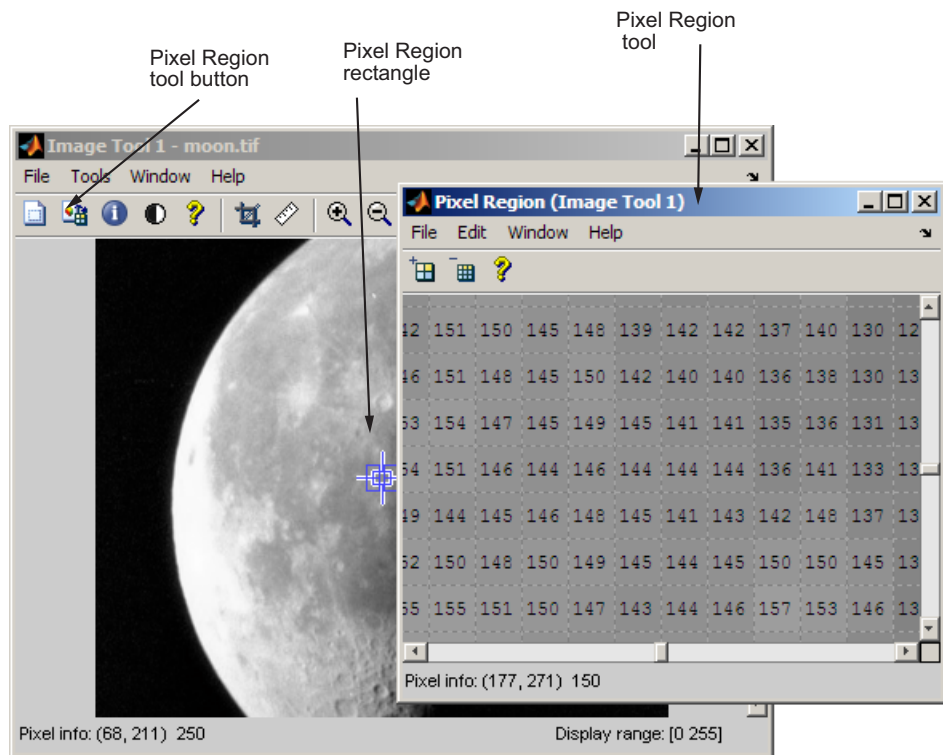 Pixel Region
tool button
Pixel Region
rectangle
Pixel Region
tool
Image Tool 1 - moon.tif
File Tools Window Help
Pixel Region (Image Tool 1)
File Edit Window Help
42 151 150 145 148 139 142 142 137 140 130 12
46 151 148 145 150 142 140 140 136 138 130 13
53 154 147 145 149 145 141 141 135 136 131 13
54 151 146 144 146 144 144 144 136 141 133 13
49 144 145 146 148 145 141 143 142 148 137 13
52 150 148 150 149 145 144 145 150 150 145 13
55 155 151 150 147 143 144 146 157 153 146 13
Pixel info: (177, 271) 150
Pixel info: (68, 211) 250
Display range: [0 255]